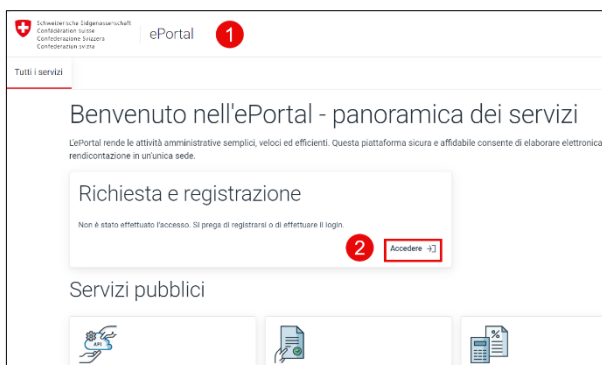 Schweizerische Eidgenossenschaft
Confédération suisse
Confederazione Svizzera
Confederaziun svizra
ePortal
1
Tutti i servizi
Benvenuto nell'ePortal - panoramica dei servizi
L'ePortal rende le attività amministrative semplici, veloci ed efficienti. Questa piattaforma sicura e affidabile consente di elaborare elettronica
rendicontazione in un'unica sede.
Richiesta e registrazione
Non è stato effettuato l'accesso. Si prega di registrarsi o di effettuare il login.
2
Accedere
Servizi pubblici
API
%